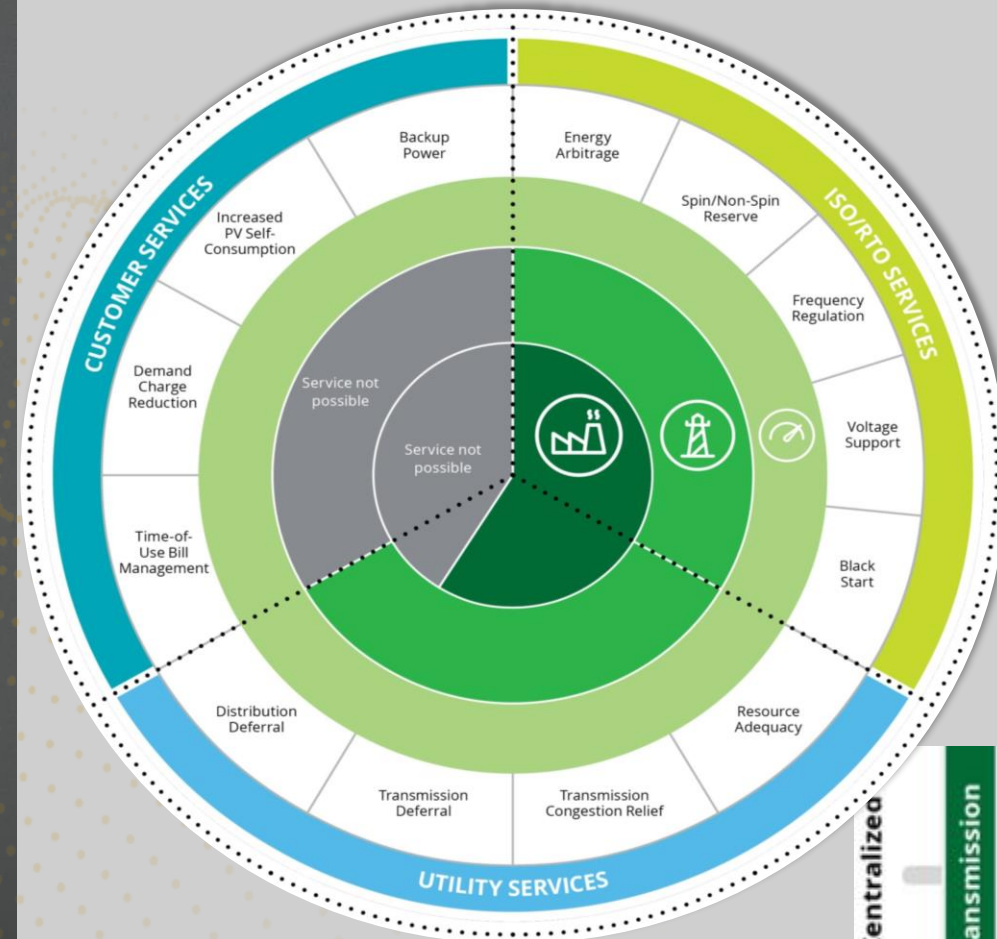 CUSTOMER SERVICES
ISO/RTO SERVICES
UTILITY SERVICES
Backup
Power
Energy
Arbitrage
Increased
PV Self-
Consumption
Spin/Non-Spin
Reserve
Frequency
Regulation
Demand
Charge
Reduction
Voltage
Support
Time-of-
Use Bill
Management
Black
Start
Distribution
Deferral
Resource
Adequacy
Transmission
Deferral
Transmission
Congestion Relief
Service not
possible
Service not
possible
entralized
ansmission